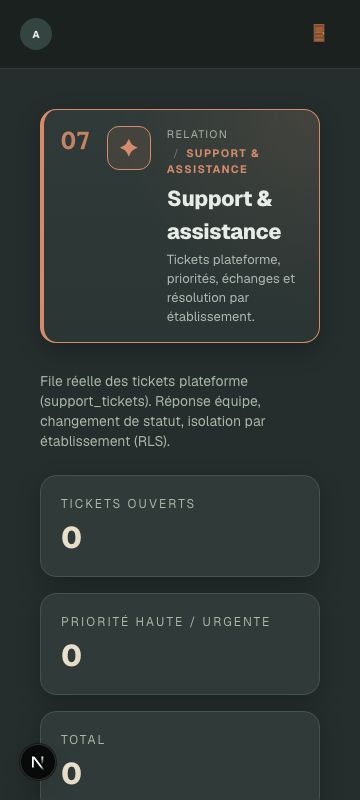 A
07
RELATION
/ SUPPORT &
ASSISTANCE
Support &
assistance
Tickets plateforme,
priorités, échanges et
résolution par
établissement.
File réelle des tickets plateforme
(support_tickets). Réponse équipe,
changement de statut, isolation par
établissement (RLS).
TICKETS OUVERTS
0
PRIORITÉ HAUTE / URGENTE
0
TOTAL
0
N